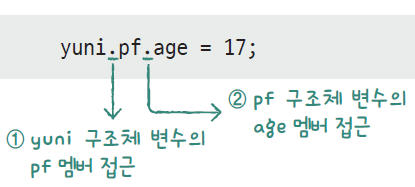 yuni.pf.age = 17;
① yuni 구조체 변수의
pf 멤버 접근
② pf 구조체 변수의
age 멤버 접근